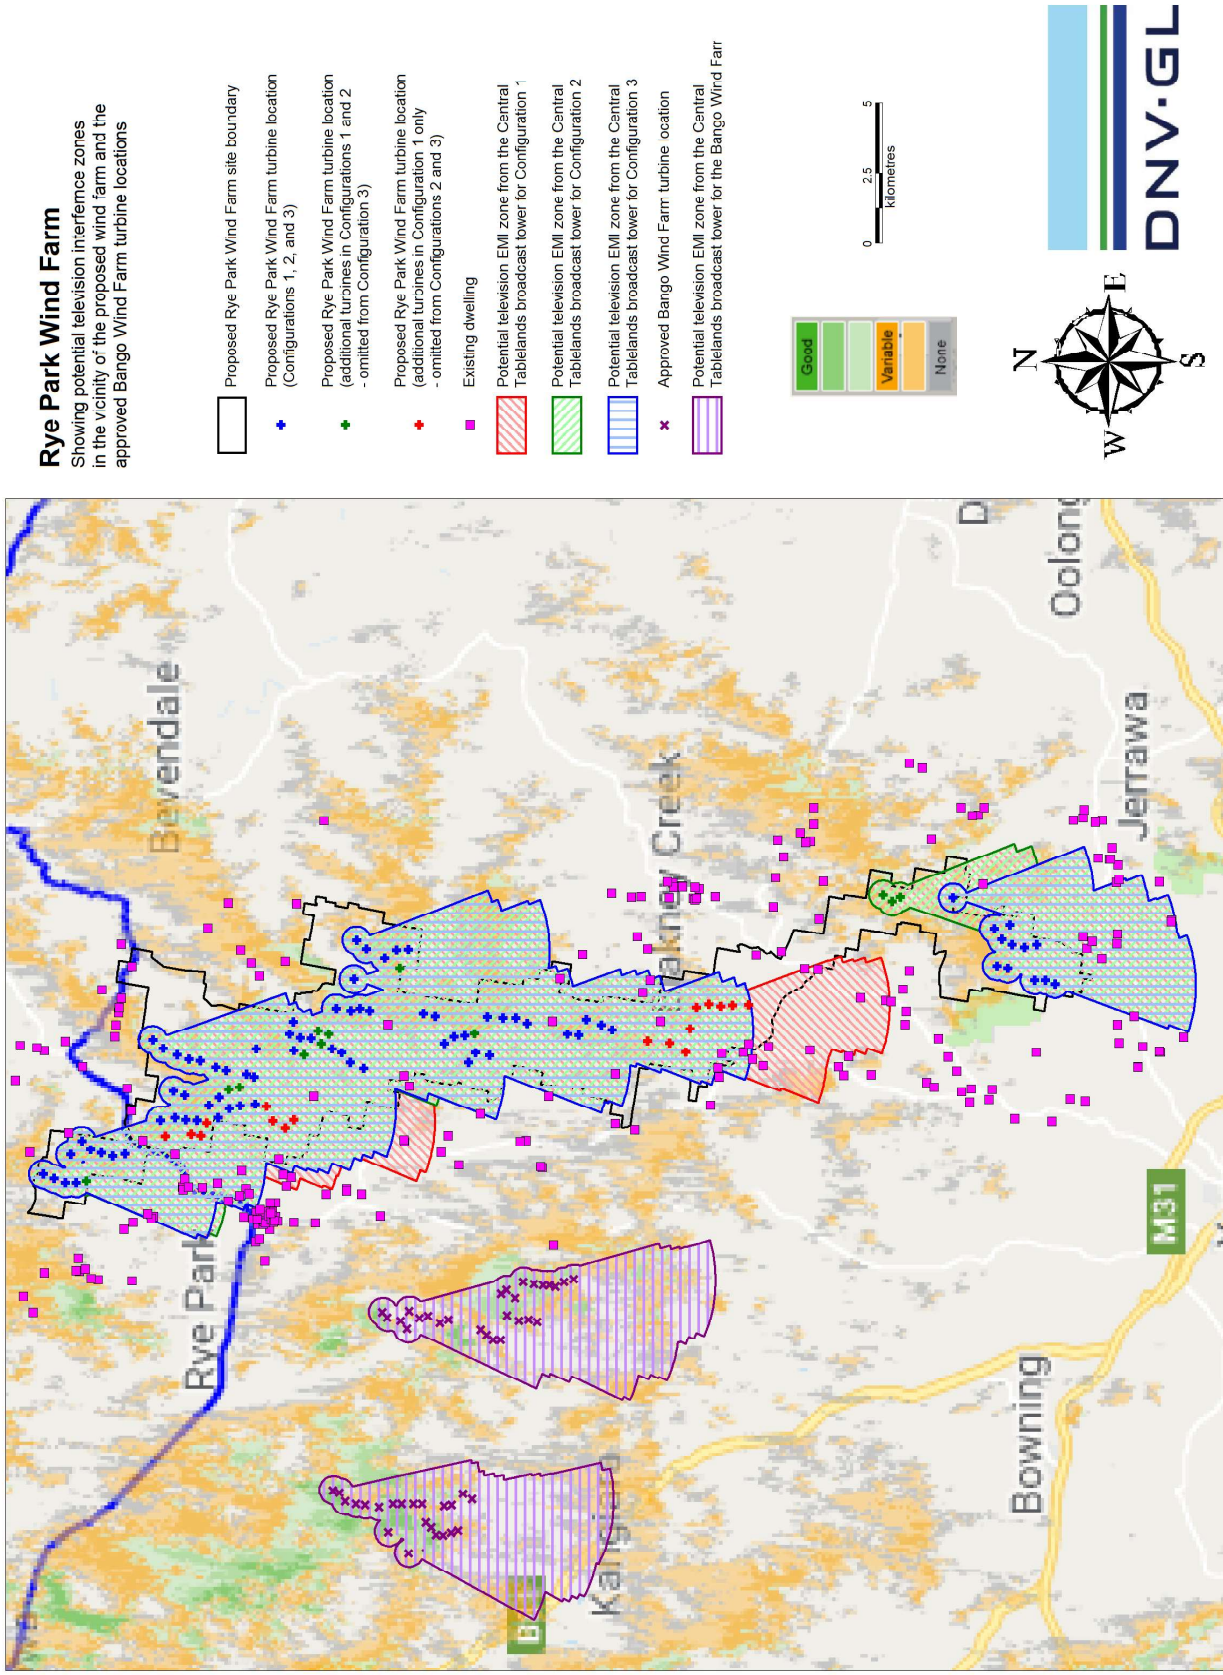 Rye Park Wind Farm
Showing potential television interference zones
in the vicinity of the proposed wind farm and the
approved Bango Wind Farm turbine locations
Proposed Rye Park Wind Farm site boundary
Proposed Rye Park Wind Farm turbine location
(Configurations 1, 2, and 3)
Proposed Rye Park Wind Farm turbine location
(additional turbines in Configurations 1 and 2
- omitted from Configuration 3)
Proposed Rye Park Wind Farm turbine location
(additional turbines in Configuration 1 only
- omitted from Configurations 2 and 3)
Existing dwelling
Potential television EMI zone from the Central
Tablelands broadcast tower for Configuration 1
Potential television EMI zone from the Central
Tablelands broadcast tower for Configuration 2
Potential television EMI zone from the Central
Tablelands broadcast tower for Configuration 3
Approved Bango Wind Farm turbine location
Potential television EMI zone from the Central
Tablelands broadcast tower for the Bango Wind Farr
0 2.5 5
kilometres
Good
Variable
None
N
W E
S
DNV·GL
Bevendale
Rye Park
Creek
Jerrawa
Oolong
D
M31
Bowning
B